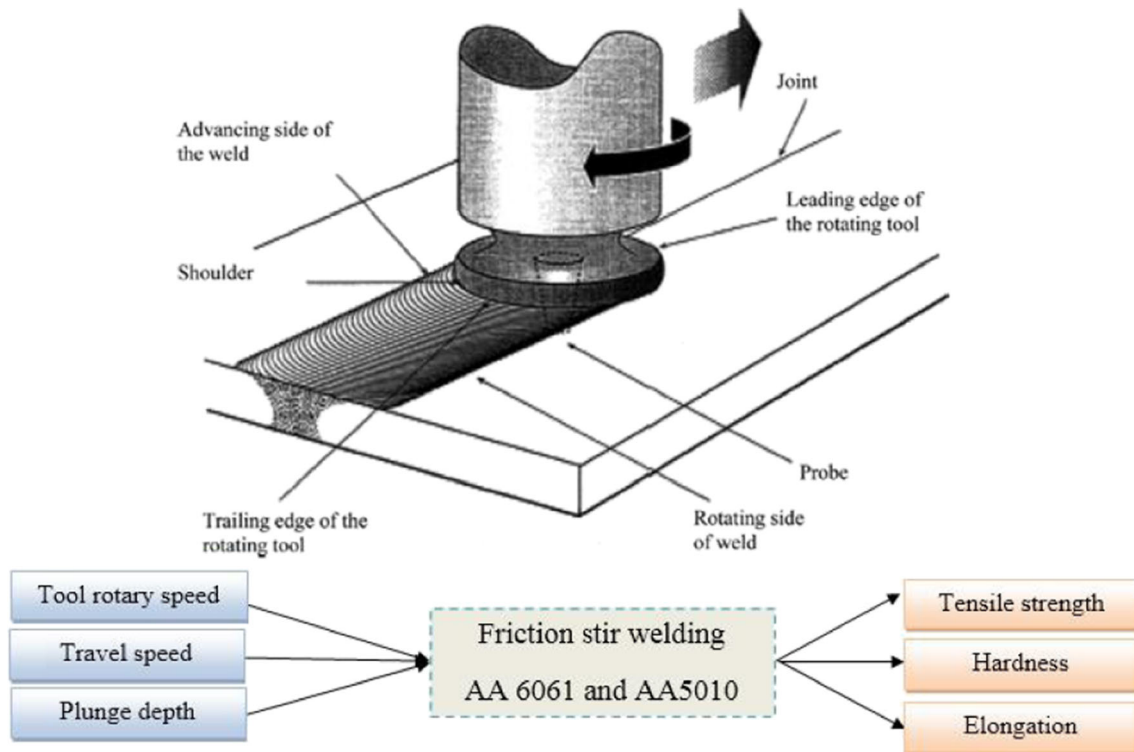 Joint
Advancing side of
the weld
Leading edge of
the rotating tool
Shoulder
Probe
Trailing edge of the
rotating tool
Rotating side
of weld
Tool rotary speed
Travel speed
Plunge depth
Friction stir welding
AA 6061 and AA5010
Tensile strength
Hardness
Elongation